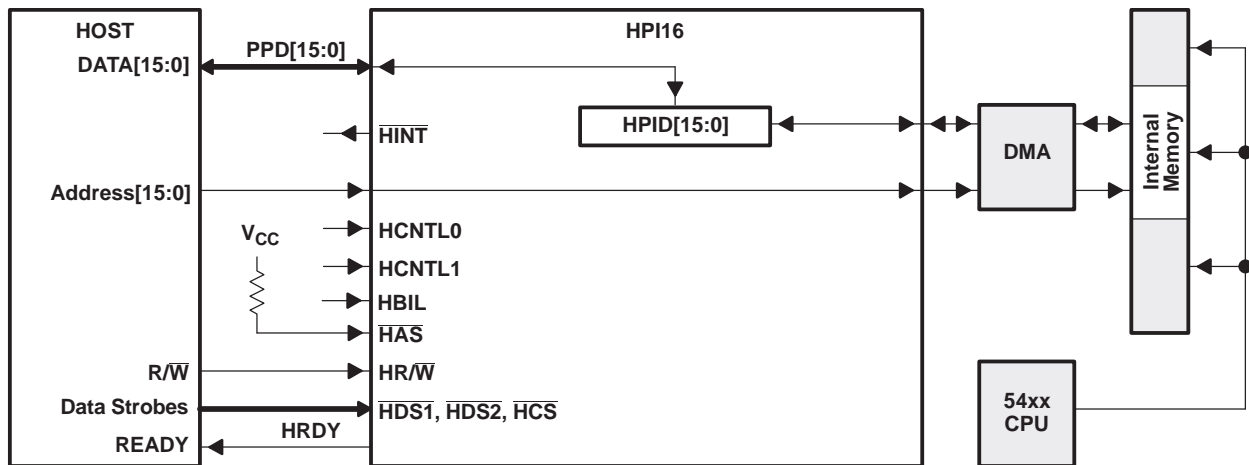 HOST
HPI16
PPD[15:0]
DATA[15:0]
HPID[15:0]
HINT
DMA
Internal
Memory
Address[15:0]
VCC
HCNTL0
HCNTL1
HBIL
HAS
R/W
HR/W
Data Strobes
HDS1, HDS2, HCS
54xx
CPU
READY
HRDY